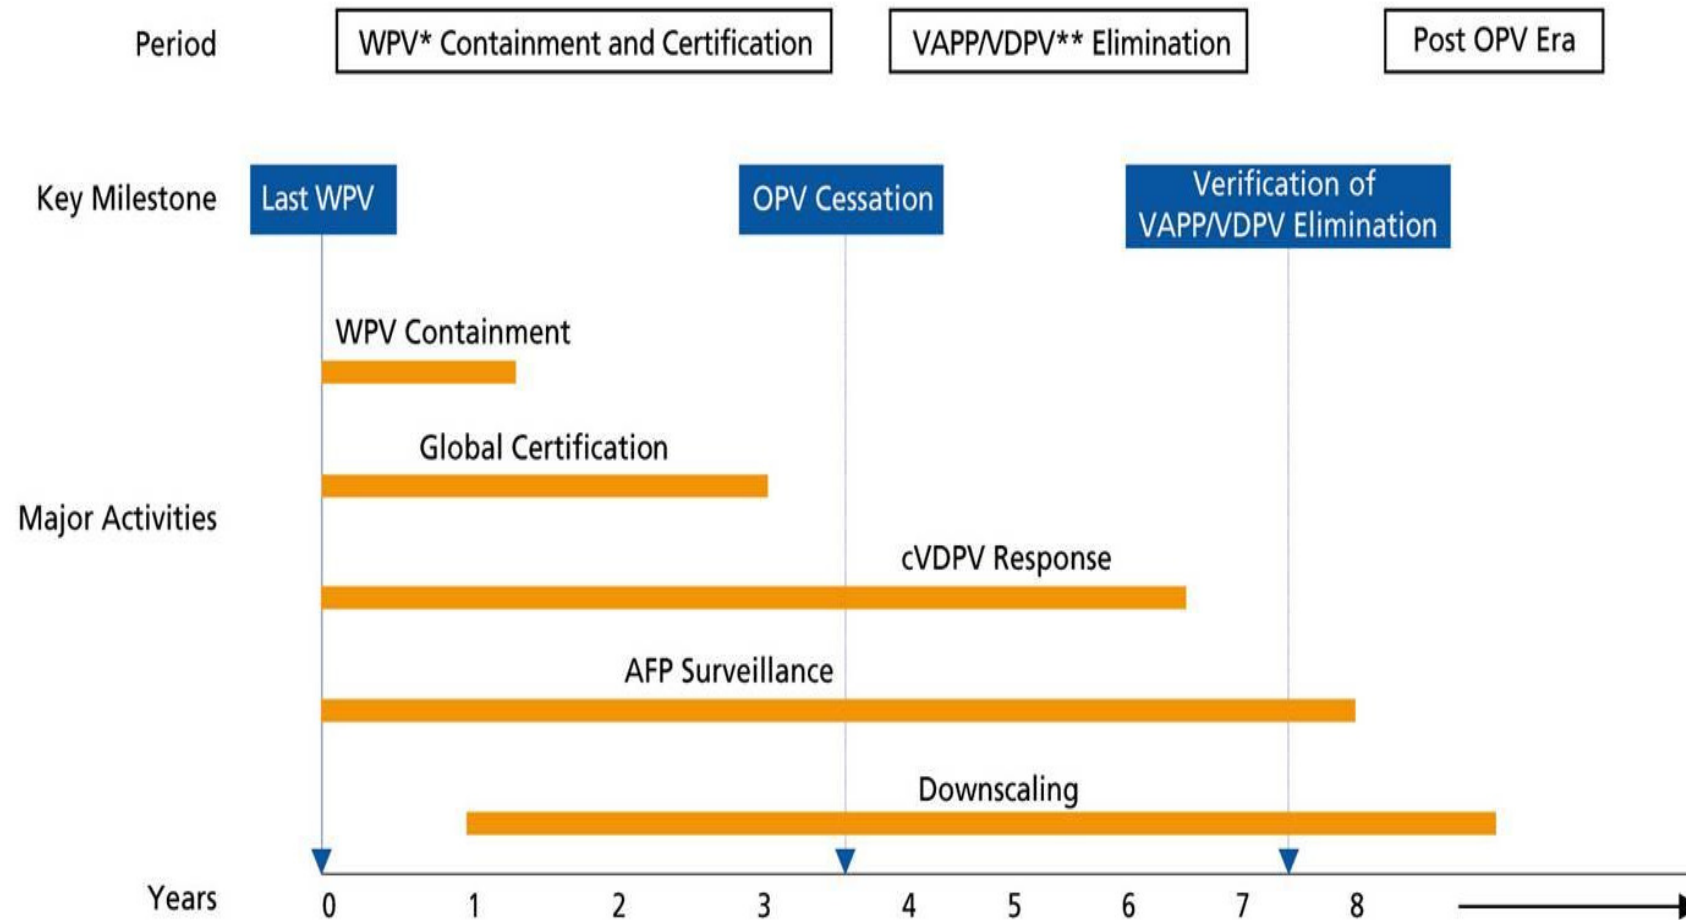 Period
WPV* Containment and Certification
VAPP/VDPV** Elimination
Post OPV Era
Key Milestone
Last WPV
OPV Cessation
Verification of
VAPP/VDPV Elimination
Major Activities
WPV Containment
Global Certification
cVDPV Response
AFP Surveillance
Downscaling
Years
0 1 2 3 4 5 6 7 8